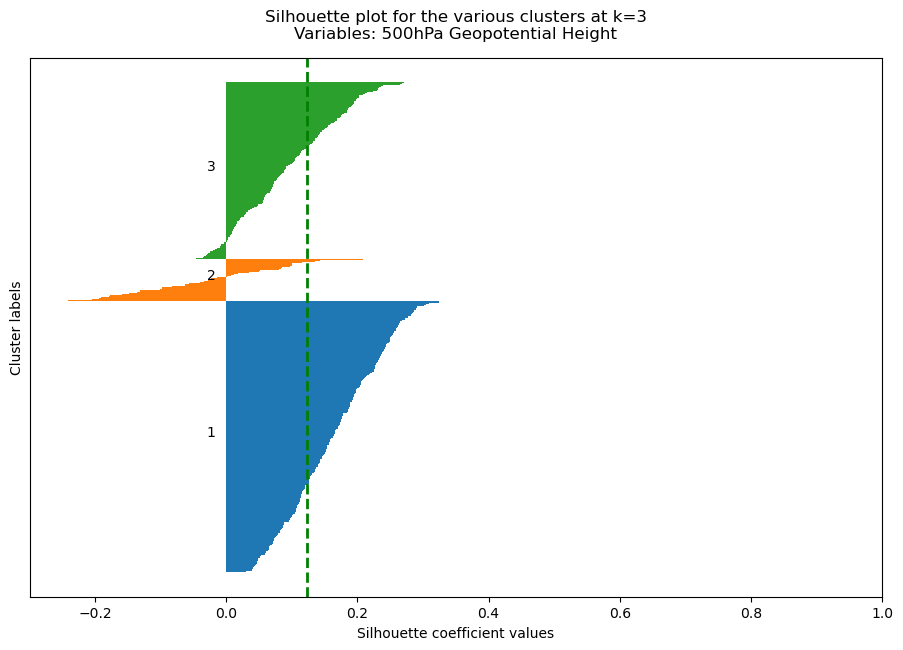 Silhouette plot for the various clusters at k=3
Variables: 500hPa Geopotential Height
Cluster labels
3
2
1
−0.2
0.0
0.2
0.4
0.6
0.8
1.0
Silhouette coefficient values